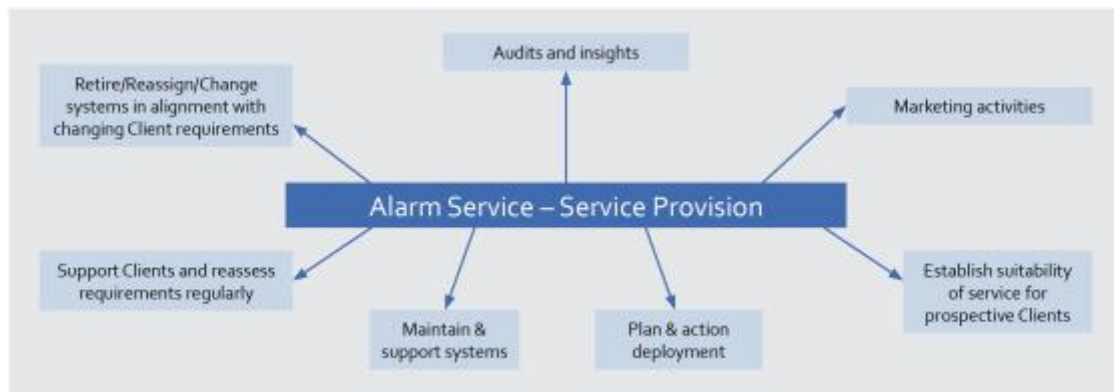 Audits and insights
Retire/Reassign/Change
systems in alignment with
changing Client requirements
Marketing activities
Alarm Service – Service Provision
Support Clients and reassess
requirements regularly
Establish suitability
of service for
prospective Clients
Maintain &
support systems
Plan & action
deployment